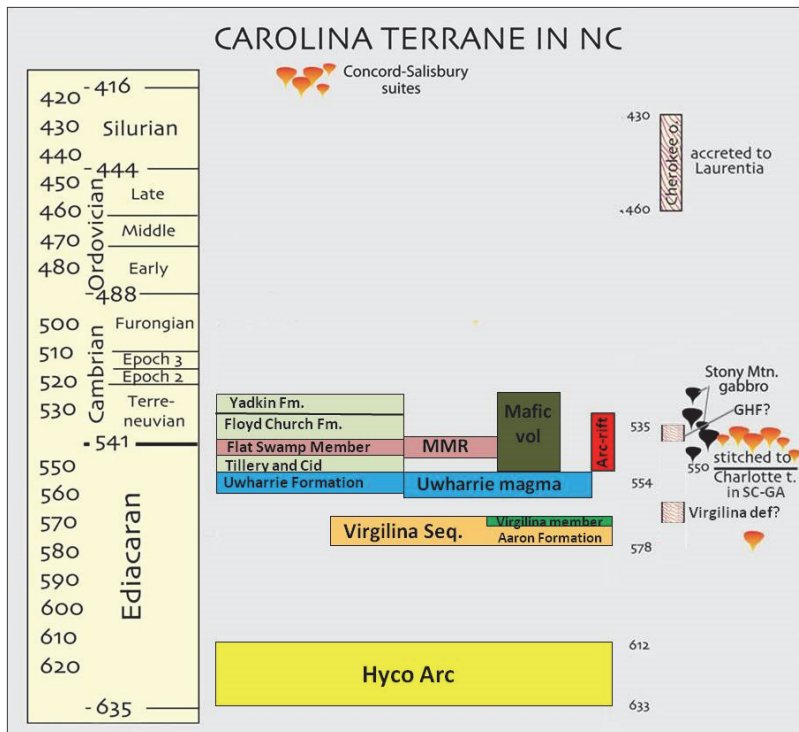 CAROLINA TERRANE IN NC
Concord-Salisbury
suites
416
420
430
Silurian
440
444
450
Late
460
Middle
470
480
Early
Ordovician
488
500
Furongian
510
Epoch 3
520
Epoch 2
530
Terre-
neuvian
Cambrian
541
550
560
570
580
590
600
610
620
Ediacaran
635
430
Cherokee o.
accreted to
Laurentia
460
Yadkin Fm.
Floyd Church Fm.
Flat Swamp Member
Tillery and Cid
Uwharrie Formation
MMR
Mafic
vol
Uwharrie magma
Arc-rift
Stony Mtn.
gabbro
GHF?
535
550
stitched to
Charlotte t.
in SC-GA
554
Virgilina Seq.
Virgilina member
Aaron Formation
Virgilina def?
578
612
Hyco Arc
633